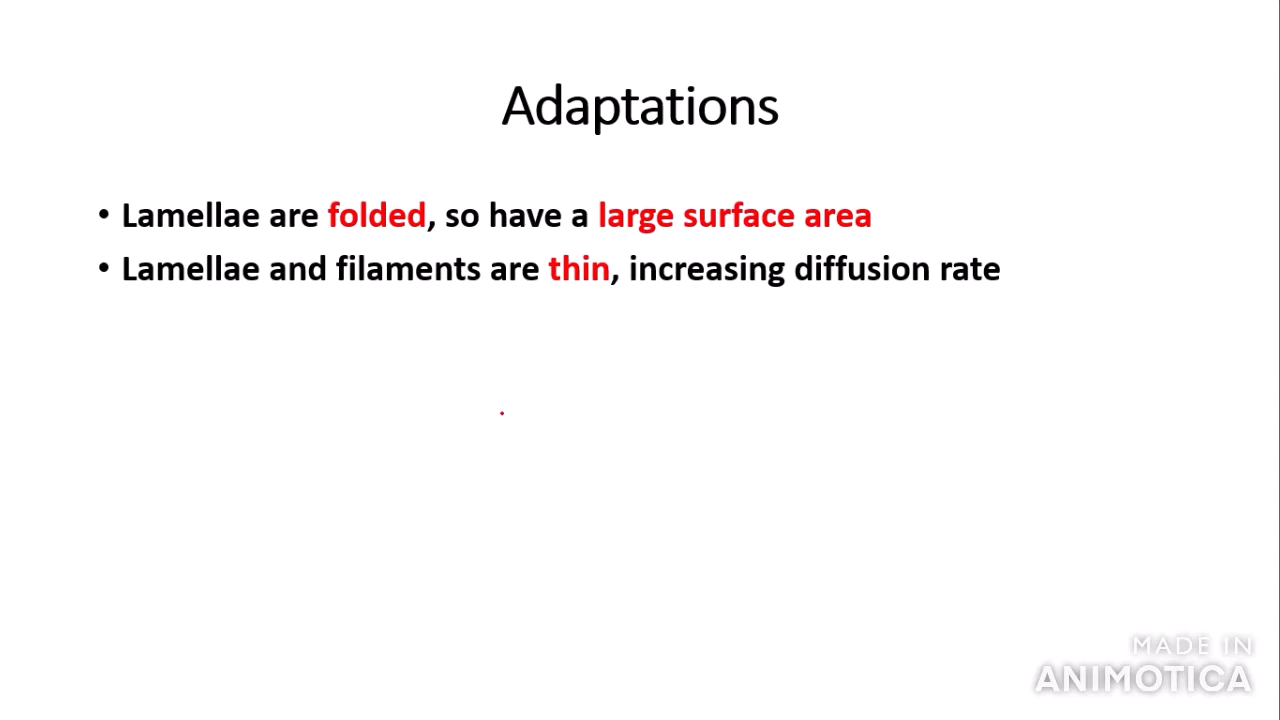 Adaptations
• Lamellae are folded, so have a large surface area
• Lamellae and filaments are thin, increasing diffusion rate
MADE IN
ANIMOTICA